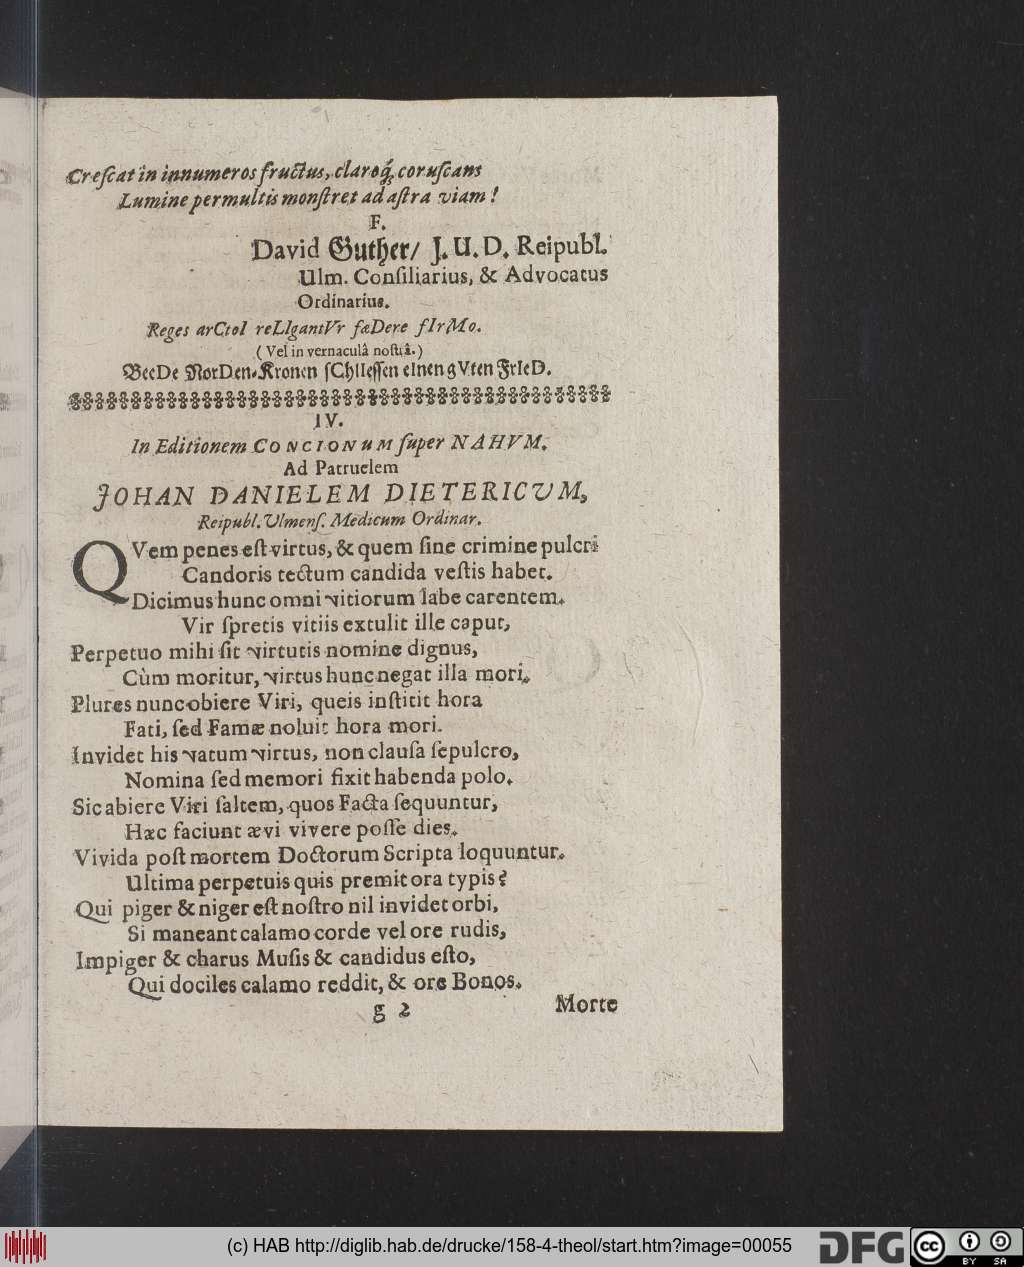 Creſcat in innumeros fructus, claroq́; coruſcans
Lumine permultis monſtret ad aſtra viam!
F.
David Guther/ J. U. D. Reipubl.
Ulm. Conſiliarius, & Advocatus
Ordinarius.
Reges arCtoI reLIgantVr fæDere fIrMo.
(Vel in vernaculâ noſtrâ.)
BeeDe NorDen-Kronen ſChlIeſſen eInen gVten FrIeD.
IV.
In Editionem CONCIONUM ſuper NAHVM.
Ad Patruelem
JOHAN DANIELEM DIETERICUM,
Reipubl. Ulmenſ. Medicum Ordinar.
QVem penes eſt virtus, & quem ſine crimine pulcri
Candoris tectum candida veſtis habet.
Dicimus hunc omni vitiorum labe carentem.
Vir ſpretis vitiis extulit ille caput,
Perpetuo mihi ſit virtutis nomine dignus,
Cùm moritur, virtus hunc negat illa mori.
Plures nunc obiere Viri, queis inſtitit hora
Fati, ſed Famæ noluit hora mori.
Invidet his vatum virtus, non clauſa ſepulcro,
Nomina ſed memori fixit habenda polo.
Sic abiere Viri ſaltem, quos Facta ſequuntur,
Hæc faciunt ævi vivere poſſe dies.
Vivida poſt mortem Doctorum Scripta loquuntur.
Ultima perpetuis quis premit ora typis?
Qui piger & niger eſt noſtro nil invidet orbi,
Si maneant calamo corde vel ore rudis,
Impiger & charus Muſis & candidus eſto,
Qui dociles calamo reddit, & ore Bonos.
g 2 Morte
(c) HAB http://diglib.hab.de/drucke/158-4-theol/start.htm?image=00055
DFG
cc BY SA